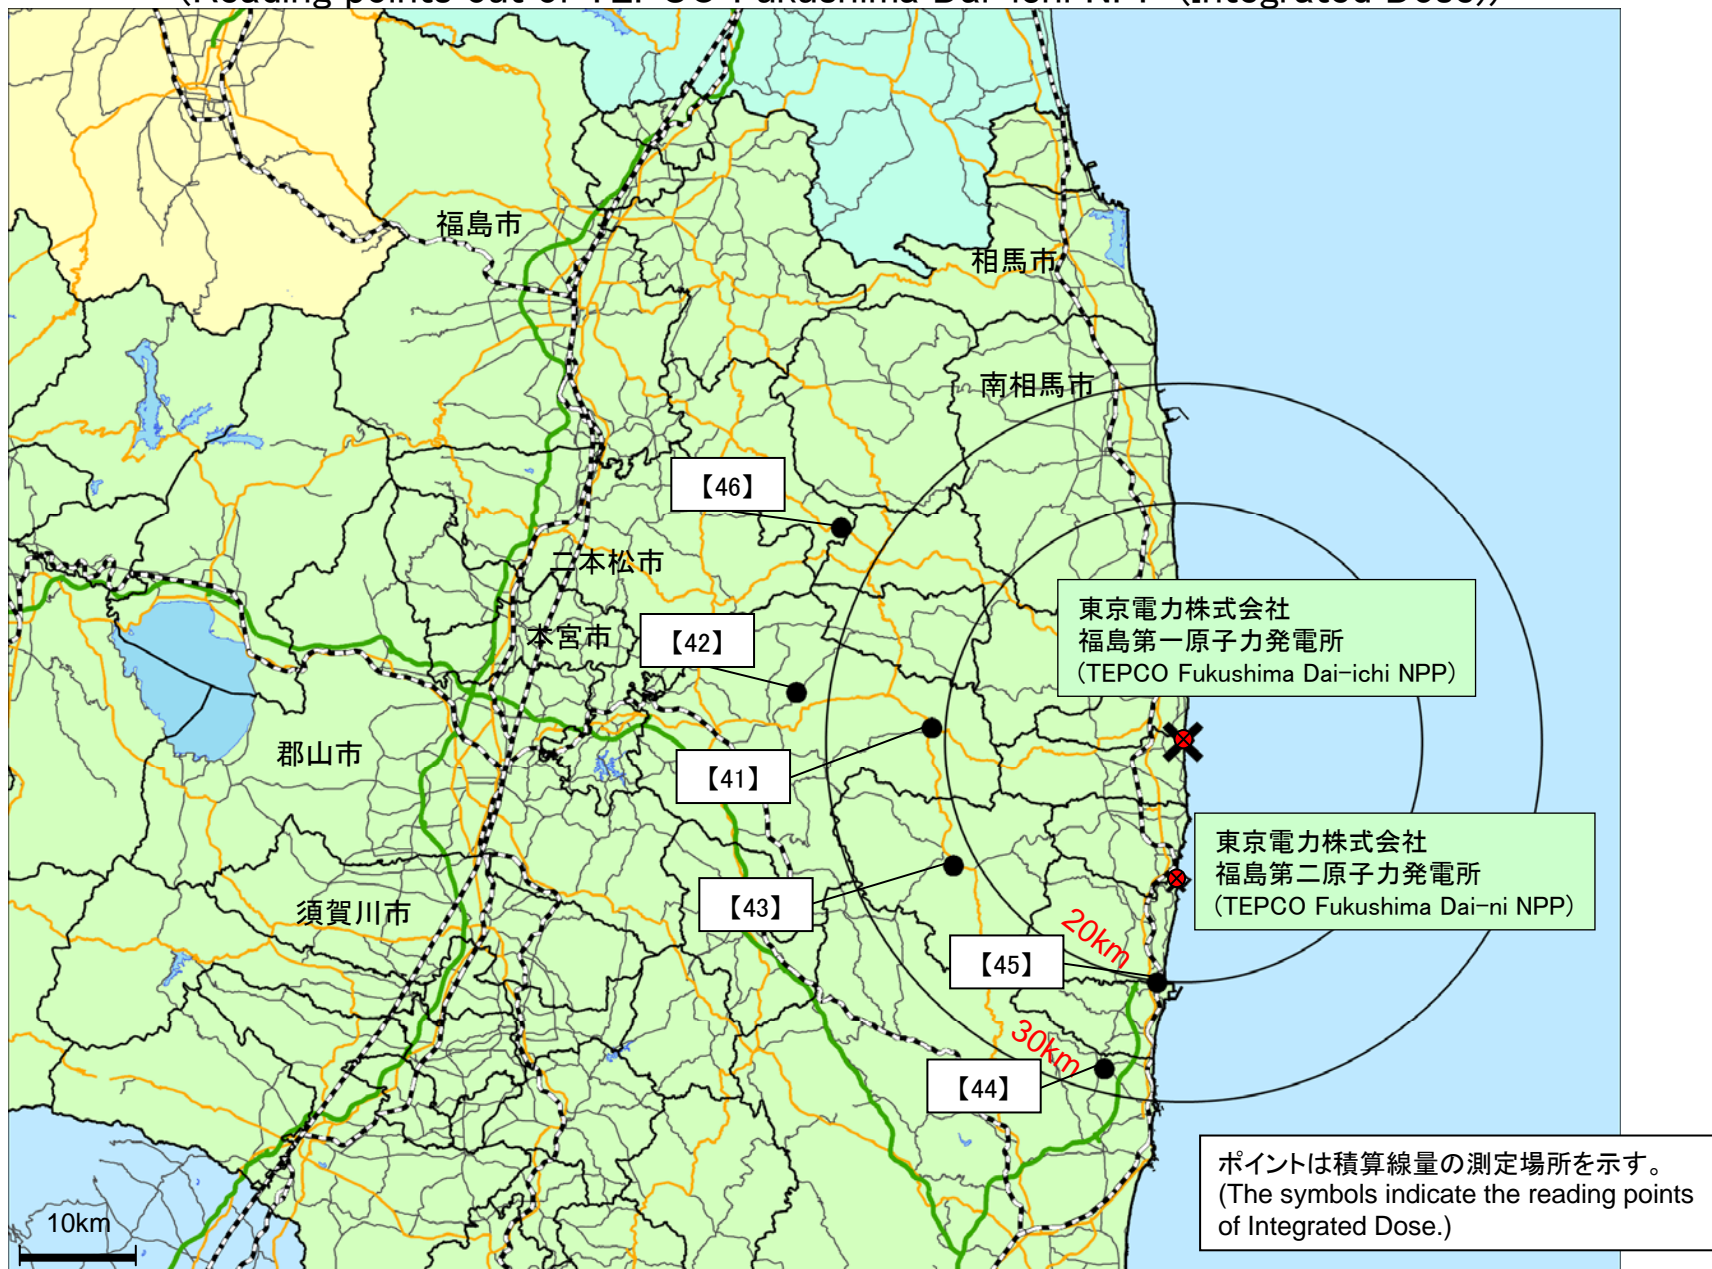 福島市
相馬市
南相馬市
【46】
二本松市
東京電力株式会社
福島第一原子力発電所
(TEPCO Fukushima Dai-ichi NPP)
【42】
本宮市
郡山市
【41】
東京電力株式会社
福島第二原子力発電所
(TEPCO Fukushima Dai-ni NPP)
【43】
須賀川市
20km
【45】
30km
【44】
ポイントは積算線量の測定場所を示す。
(The symbols indicate the reading points
of Integrated Dose.)
10km